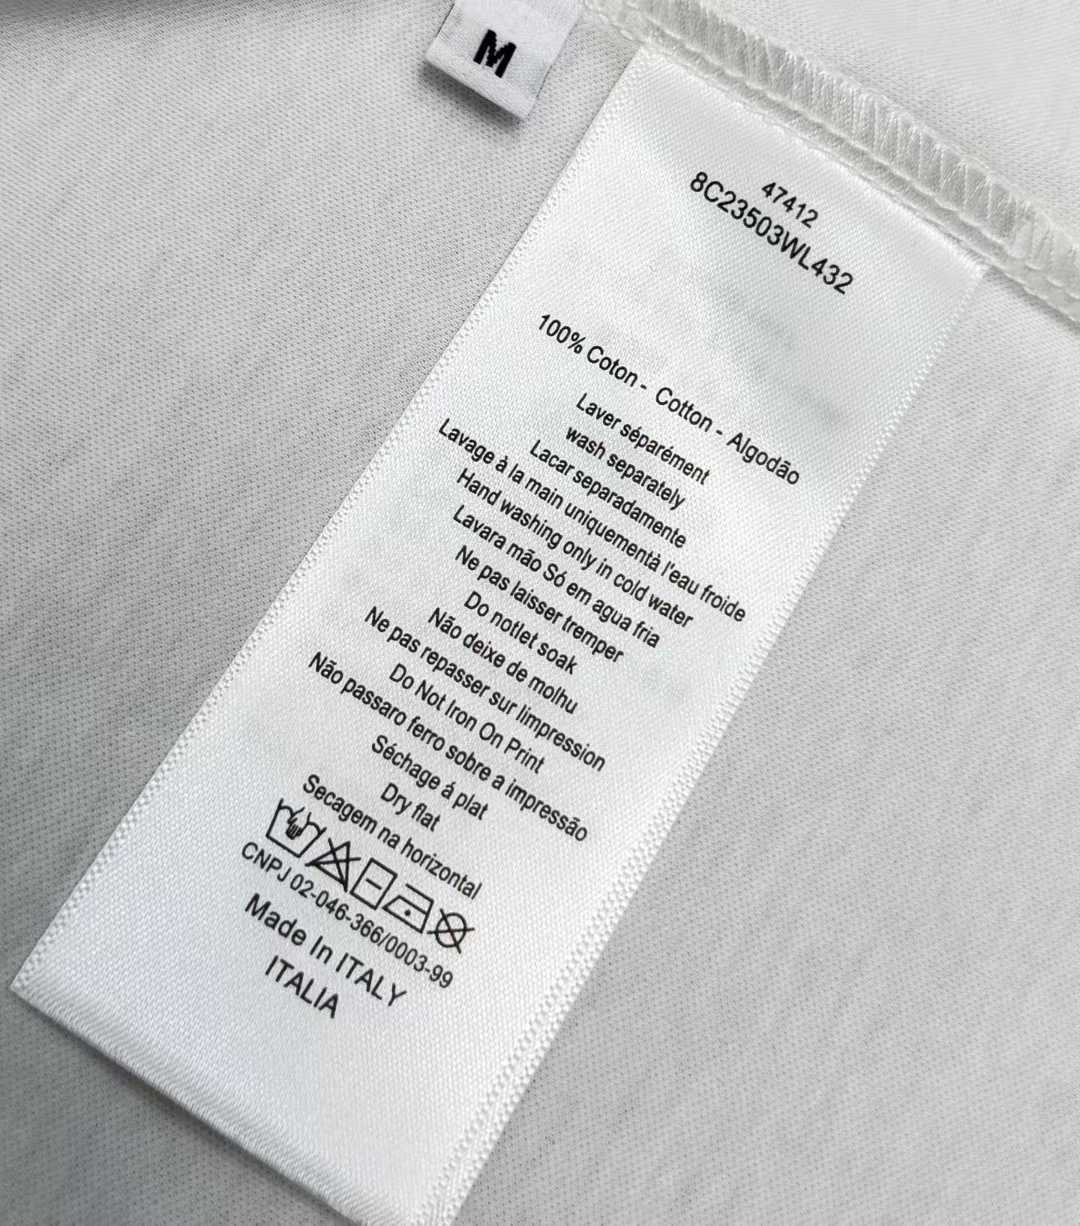 M
47412
8C23503WL432
100% Coton - Cotton - Algodão
Laver séparément
wash separately
Lacar separadamente
Lavage à la main uniquementà l'eau froide
Hand washing only in cold water
Lavara mão Só em agua fria
Ne pas laisser tremper
Do notlet soak
Não deixe de molhu
Ne pas repasser sur limpression
Do Not Iron On Print
Não passaro ferro sobre a impressão
Séchage á plat
Dry flat
Secagem na horizontal
CNPJ 02-046-366/0003-99
Made In ITALY
ITALIA